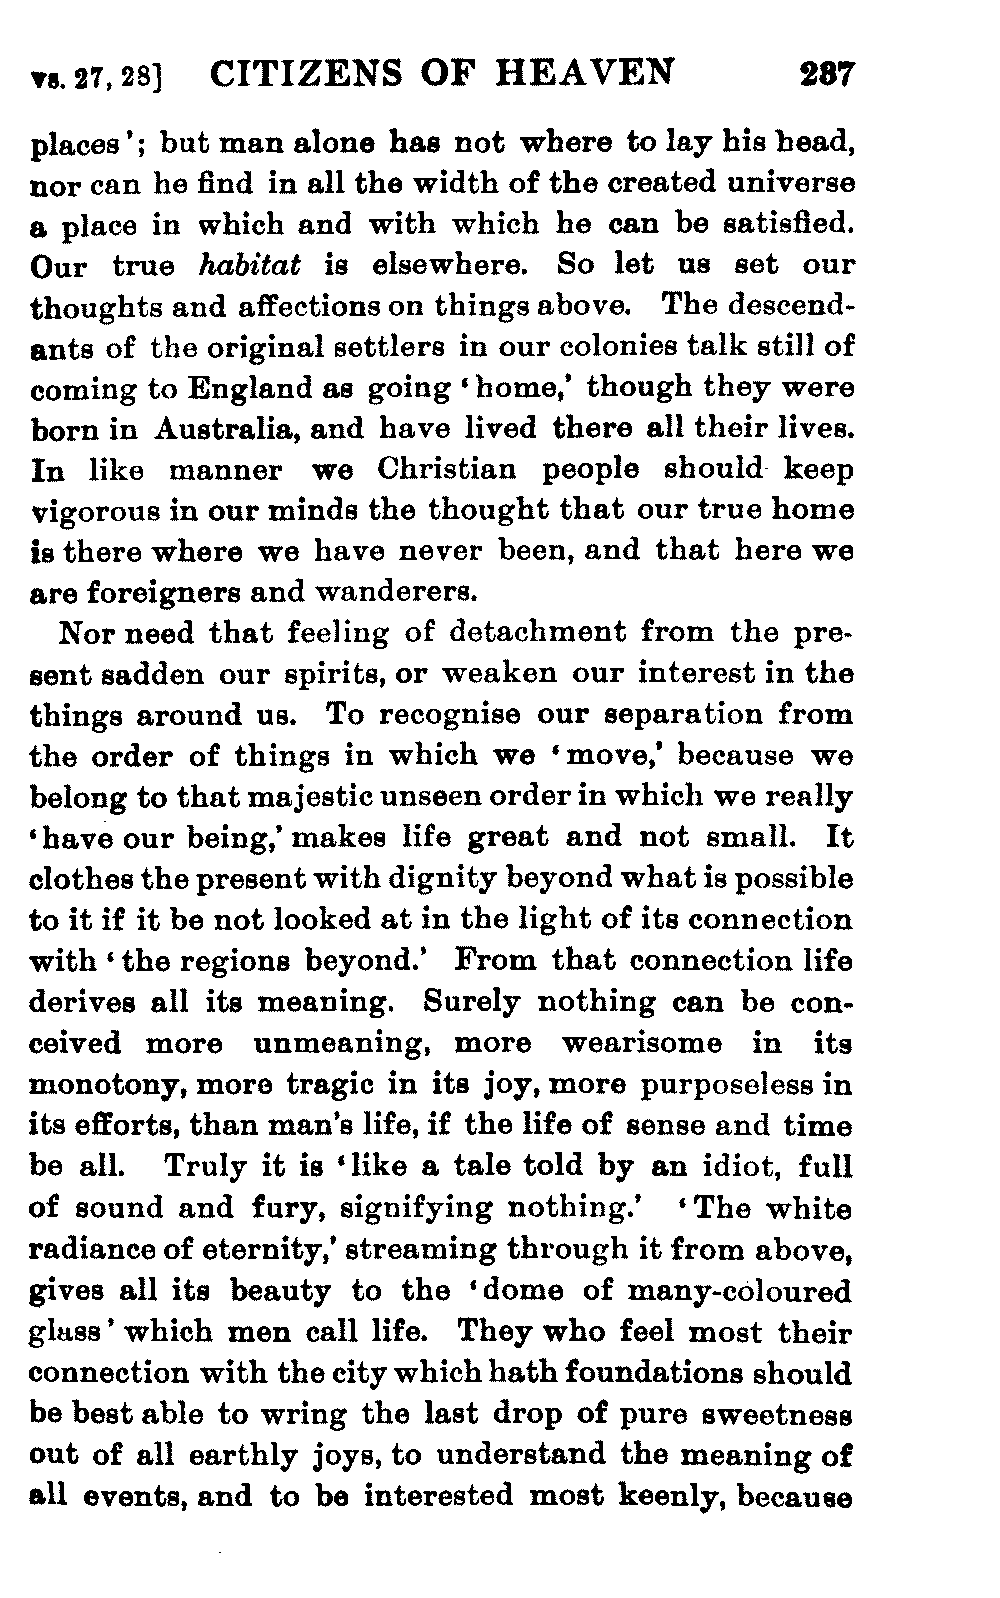 vs. 27, 28] CITIZENS OF HEAVEN 287
places'; but man alone has not where to lay his head,
nor can he find in all the width of the created universe
a place in which and with which he can be satisfied.
Our true habitat is elsewhere. So let us set our
thoughts and affections on things above. The descend-
ants of the original settlers in our colonies talk still of
coming to England as going 'home,' though they were
born in Australia, and have lived there all their lives.
In like manner we Christian people should keep
vigorous in our minds the thought that our true home
is there where we have never been, and that here we
are foreigners and wanderers.
Nor need that feeling of detachment from the pre-
sent sadden our spirits, or weaken our interest in the
things around us. To recognise our separation from
the order of things in which we 'move,' because we
belong to that majestic unseen order in which we really
'have our being,' makes life great and not small. It
clothes the present with dignity beyond what is possible
to it if it be not looked at in the light of its connection
with 'the regions beyond.' From that connection life
derives all its meaning. Surely nothing can be con-
ceived more unmeaning, more wearisome in its
monotony, more tragic in its joy, more purposeless in
its efforts, than man's life, if the life of sense and time
be all. Truly it is 'like a tale told by an idiot, full
of sound and fury, signifying nothing.' 'The white
radiance of eternity,' streaming through it from above,
gives all its beauty to the 'dome of many-coloured
glass' which men call life. They who feel most their
connection with the city which hath foundations should
be best able to wring the last drop of pure sweetness
out of all earthly joys, to understand the meaning of
all events, and to be interested most keenly, because